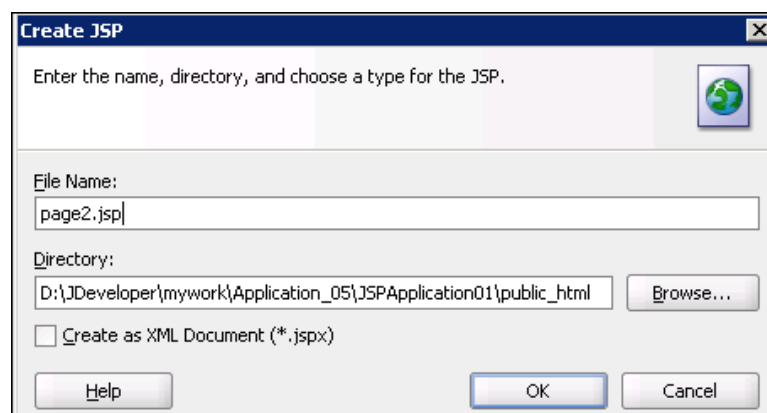 Create JSP
Enter the name, directory, and choose a type for the JSP.
File Name:
page2.jsp
Directory:
D:\JDeveloper\mywork\Application_05\JSPApplication01\public_html
Browse...
Create as XML Document (*.jspx)
Help
OK
Cancel